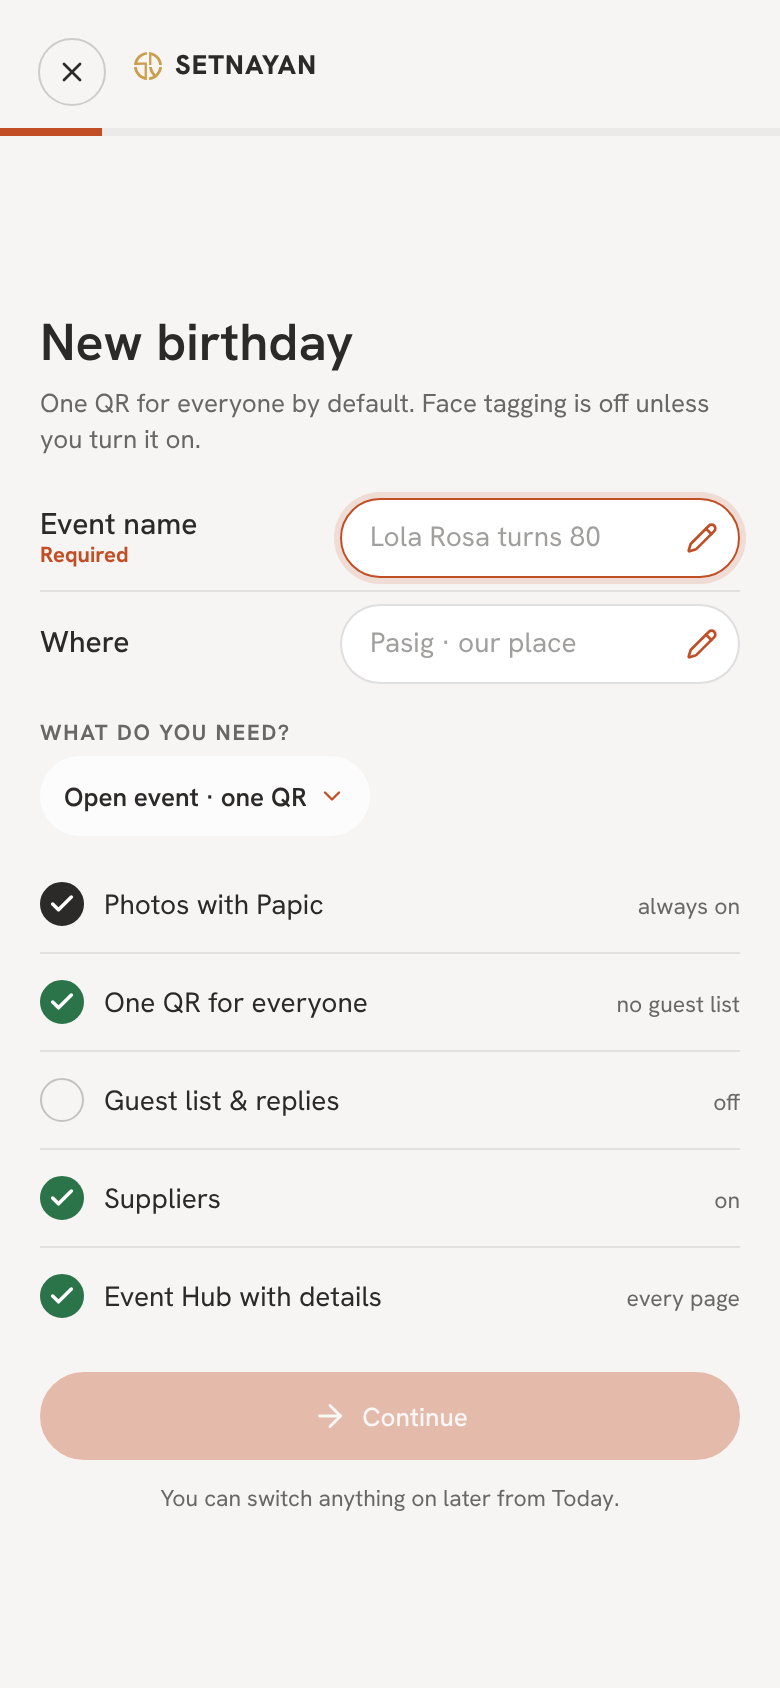 SETNAYAN
New birthday
One QR for everyone by default. Face tagging is off unless
you turn it on.
Event name
Required
Lola Rosa turns 80
Where
Pasig · our place
WHAT DO YOU NEED?
Open event · one QR
Photos with Papic
always on
One QR for everyone
no guest list
Guest list & replies
off
Suppliers
on
Event Hub with details
every page
Continue
You can switch anything on later from Today.